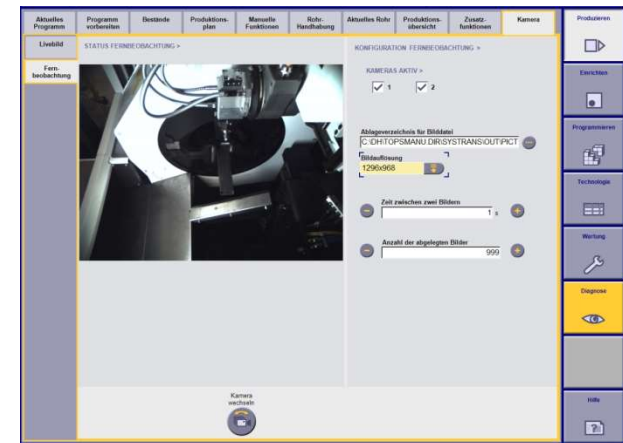 Aktuelles
Programm
Programm
vorbereiten
Bestände
Produktions-
plan
Manuelle
Funktionen
Rohr-
Handhabung
Aktuelles Rohr
Produktions-
übersicht
Zusatz-
funktionen
Kamera
Produzieren
Livebild
Fern-
beobachtung
STATUS FERNBEOBACHTUNG >
KONFIGURATION FERNBEOBACHTUNG >
KAMERAS AKTIV >
1
2
Ablageverzeichnis für Bilddatei
C:\DH\TOPSMANU.DIR\SYSTRANS\OUT\PICT
Bildauflösung
1296x968
Zeit zwischen zwei Bildern
1 s
Anzahl der abgelegten Bilder
999
Kamera
wechseln
Einrichten
Programmieren
Technologie
Wartung
Diagnose
Hilfe